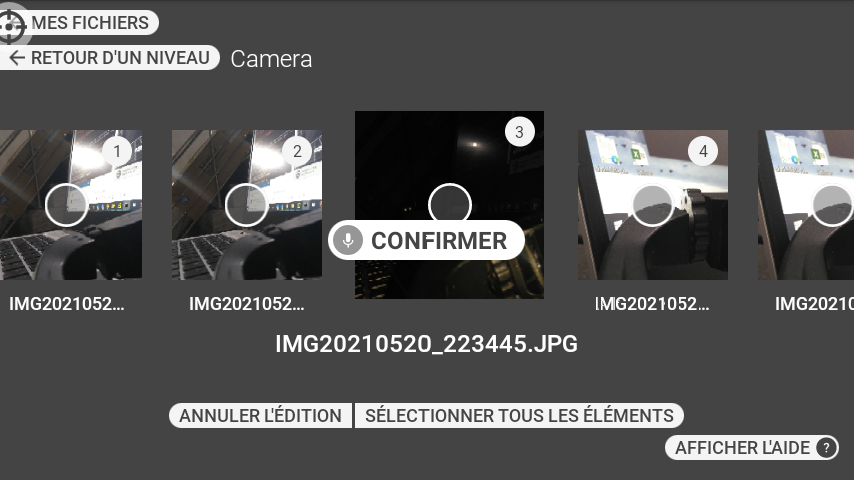 MES FICHIERS
RETOUR D'UN NIVEAU Camera
1
2
3
4
CONFIRMER
IMG2021052...
IMG2021052...
IMG2021052...
IMG20210
IMG20210520_223445.JPG
ANNULER L'ÉDITION
SÉLECTIONNER TOUS LES ÉLÉMENTS
AFFICHER L'AIDE ?